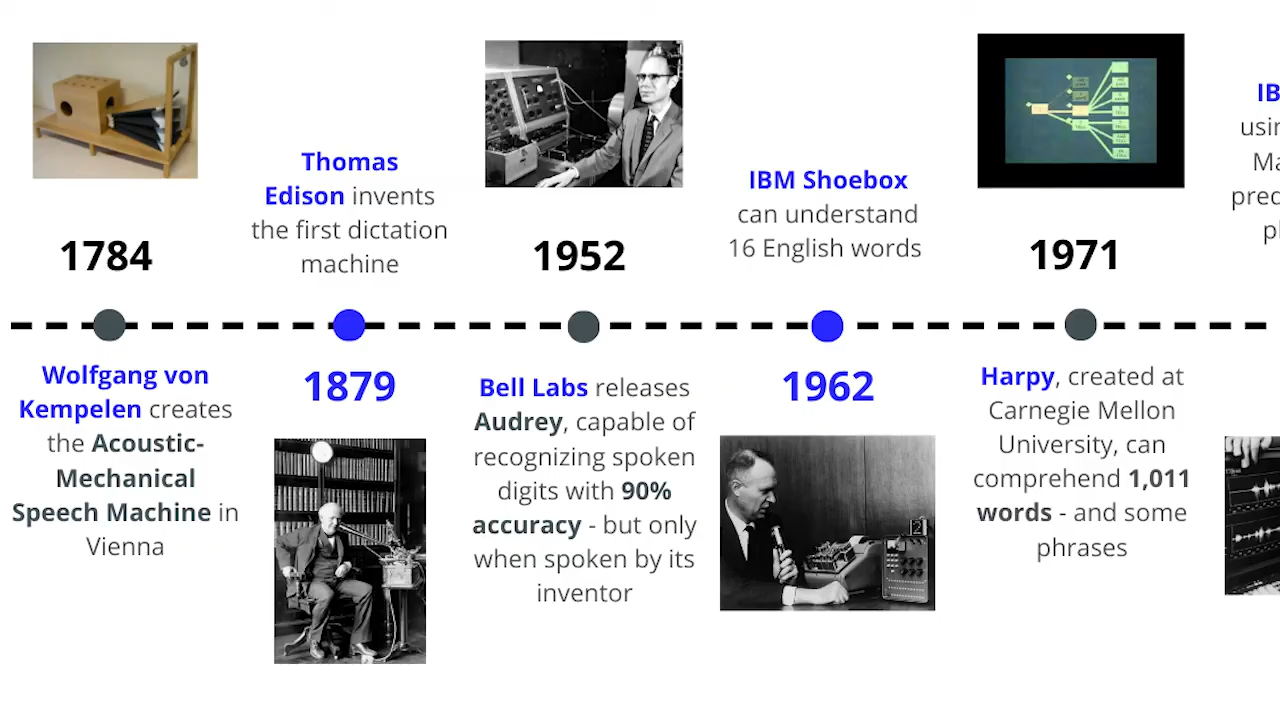 1784
Wolfgang von
Kempelen creates
the Acoustic-
Mechanical
Speech Machine in
Vienna
Thomas
Edison invents
the first dictation
machine
1879
1952
Bell Labs releases
Audrey, capable of
recognizing spoken
digits with 90%
accuracy - but only
when spoken by its
inventor
IBM Shoebox
can understand
16 English words
1962
2
1971
Harpy, created at
Carnegie Mellon
University, can
comprehend 1,011
words - and some
phrases